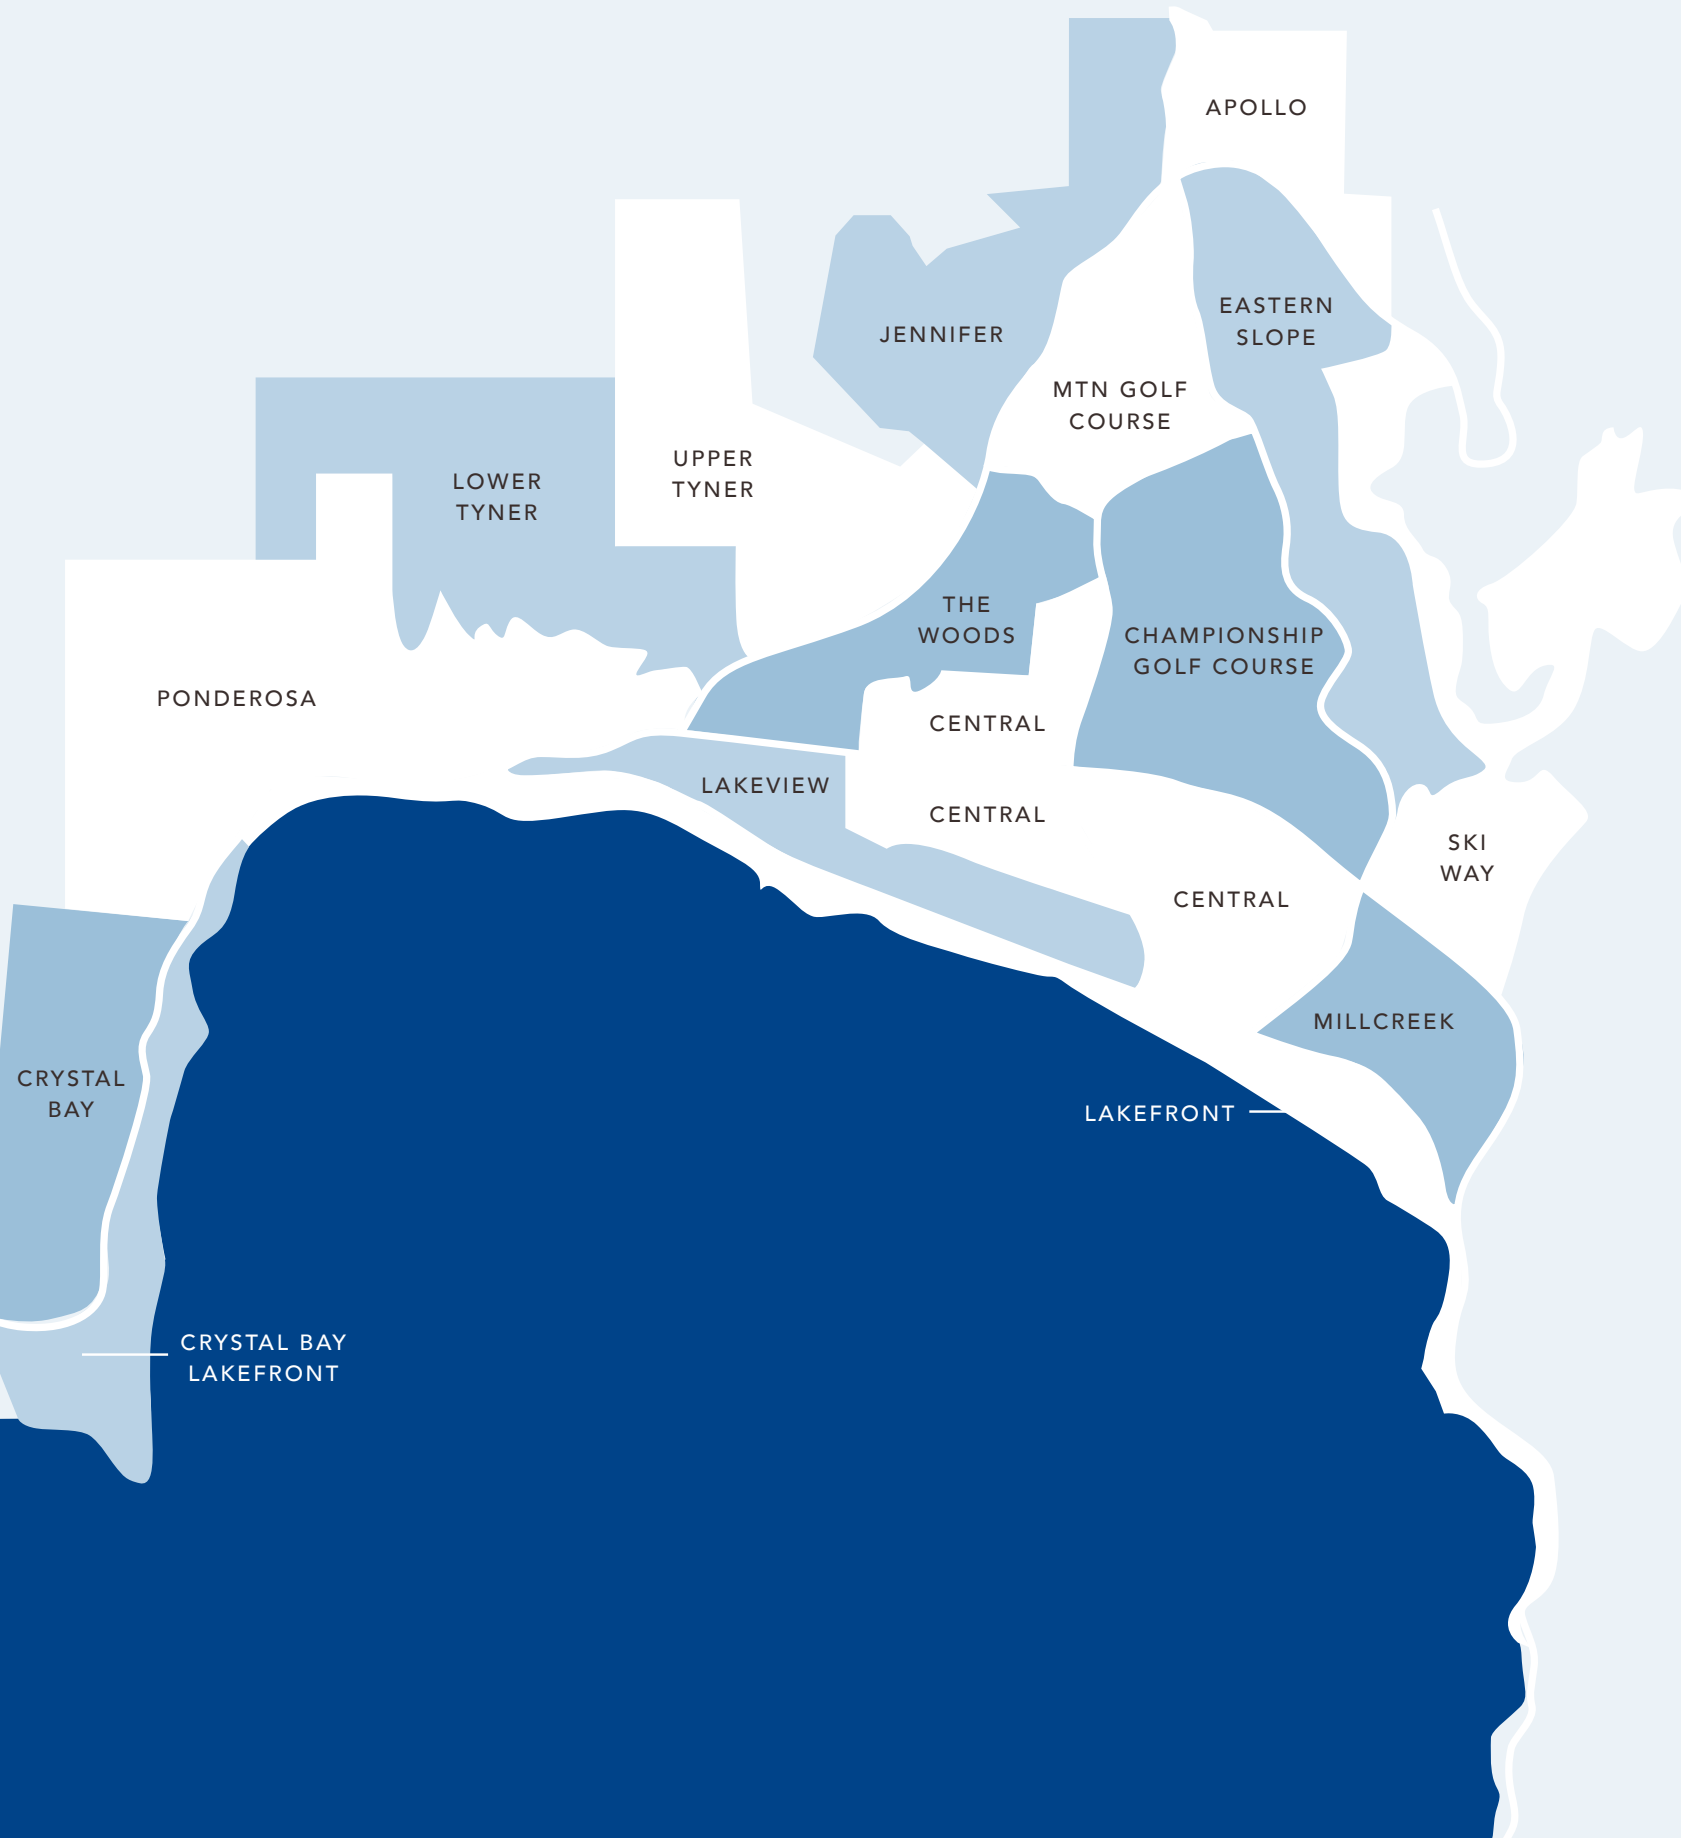 APOLLO
EASTERN
SLOPE
JENNIFER
MTN GOLF
COURSE
UPPER
TYNER
LOWER
TYNER
THE
WOODS
CHAMPIONSHIP
GOLF COURSE
PONDEROSA
CENTRAL
LAKEVIEW
CENTRAL
SKI
WAY
CENTRAL
MILLCREEK
CRYSTAL
BAY
LAKEFRONT
CRYSTAL BAY
LAKEFRONT